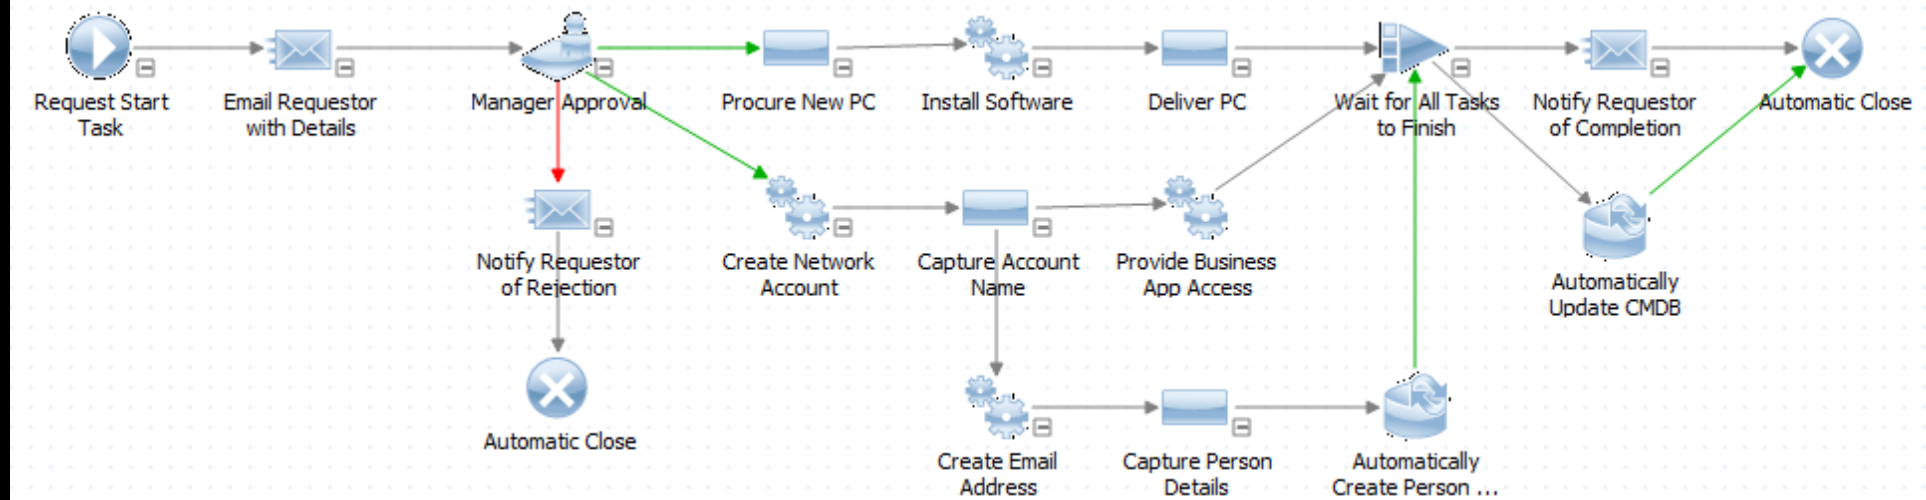 Request Start
Task
Email Requestor
with Details
Manager Approval
Procure New PC
Install Software
Deliver PC
Wait for All Tasks
to Finish
Notify Requestor
of Completion
Automatic Close
Notify Requestor
of Rejection
Create Network
Account
Capture Account
Name
Provide Business
App Access
Automatically
Update CMDB
Automatic Close
Create Email
Address
Capture Person
Details
Automatically
Create Person ...